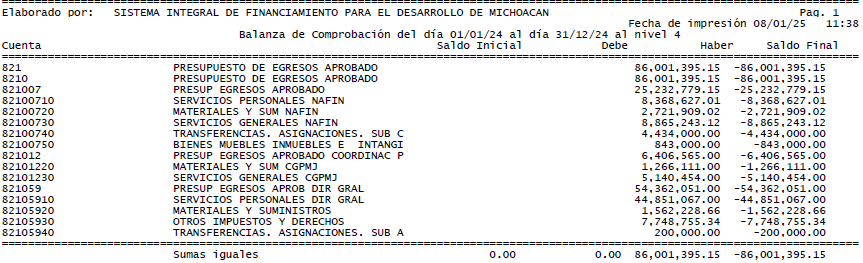 ================================================================================
Elaborado por:   SISTEMA INTEGRAL DE FINANCIAMIENTO PARA EL DESARROLLO DE MICHOACAN   Pag. 1
Fecha de impresión 08/01/25   11:38
Balanza de Comprobación del día 01/01/24 al día 31/12/24 al nivel 4
Cuenta   Saldo Inicial   Debe   Haber   Saldo Final
================================================================================
821   PRESUPUESTO DE EGRESOS APROBADO   86,001,395.15   -86,001,395.15
8210   PRESUPUESTO DE EGRESOS APROBADO   86,001,395.15   -86,001,395.15
821007   PRESUP EGRESOS APROBADO   25,232,779.15   -25,232,779.15
82100710   SERVICIOS PERSONALES NAFIN   8,368,627.01   -8,368,627.01
82100720   MATERIALES Y SUM NAFIN   2,721,909.02   -2,721,909.02
82100730   SERVICIOS GENERALES NAFIN   8,865,243.12   -8,865,243.12
82100740   TRANSFERENCIAS. ASIGNACIONES. SUB C   4,434,000.00   -4,434,000.00
82100750   BIENES MUEBLES INMUEBLES E  INTANGI   843,000.00   -843,000.00
821012   PRESUP EGRESOS APROBADO COORDINAC P   6,406,565.00   -6,406,565.00
82101220   MATERIALES Y SUM CGPMJ   1,266,111.00   -1,266,111.00
82101230   SERVICIOS GENERALES CGPMJ   5,140,454.00   -5,140,454.00
821059   PRESUP EGRESOS APROB DIR GRAL   54,362,051.00   -54,362,051.00
82105910   SERVICIOS PERSONALES DIR GRAL   44,851,067.00   -44,851,067.00
82105920   MATERIALES Y SUMINISTROS   1,562,228.66   -1,562,228.66
82105930   OTROS IMPUESTOS Y DERECHOS   7,748,755.34   -7,748,755.34
82105940   TRANSFERENCIAS. ASIGNACIONES. SUB A   200,000.00   -200,000.00
================================================================================
Sumas iguales   0.00   0.00   86,001,395.15   -86,001,395.15